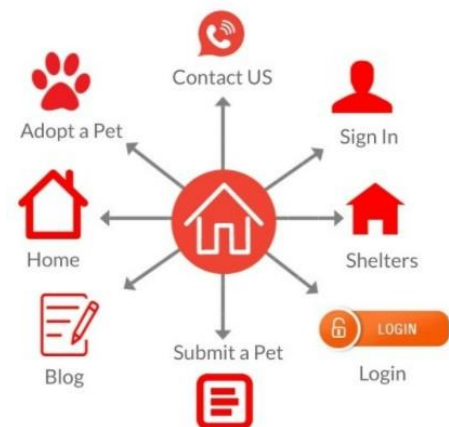 Contact US
Adopt a Pet
Sign In
Home
Shelters
LOGIN
Submit a Pet
Blog
Login